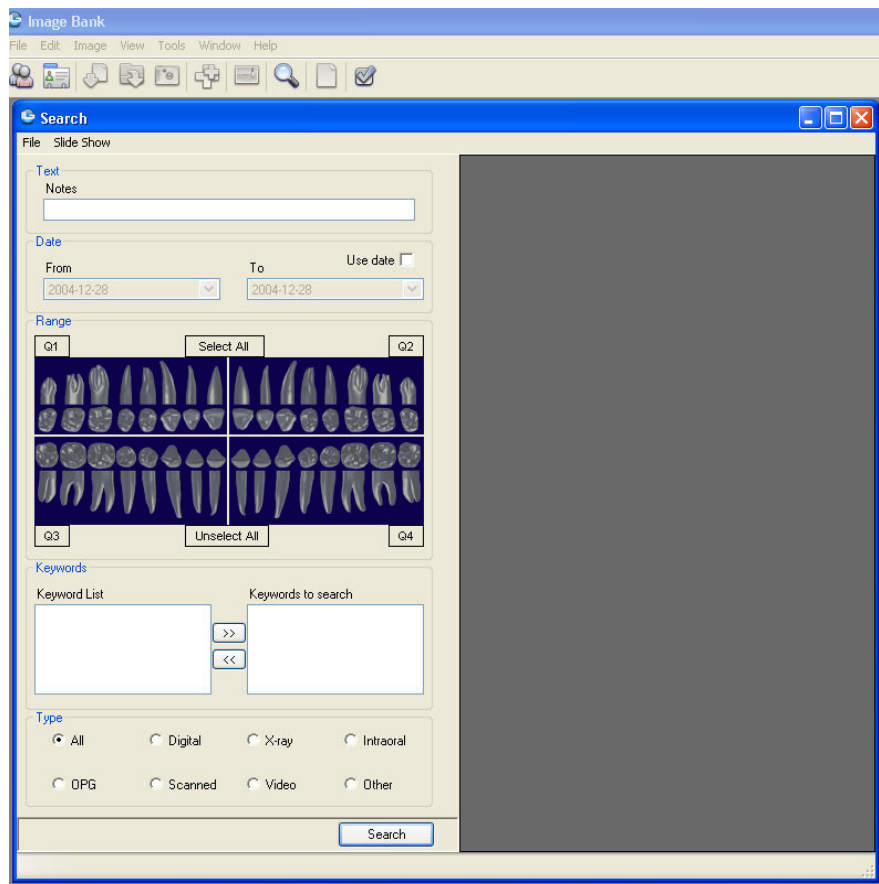 Image Bank
File Edit Image View Tools Window Help
Search
File Slide Show
Text
Notes
Date
From To Use date
2004-12-28 2004-12-28
Range
Q1 Select All Q2
Q3 Unselect All Q4
Keywords
Keyword List Keywords to search
>>
<<
Type
All Digital X-ray Intraoral
OPG Scanned Video Other
Search